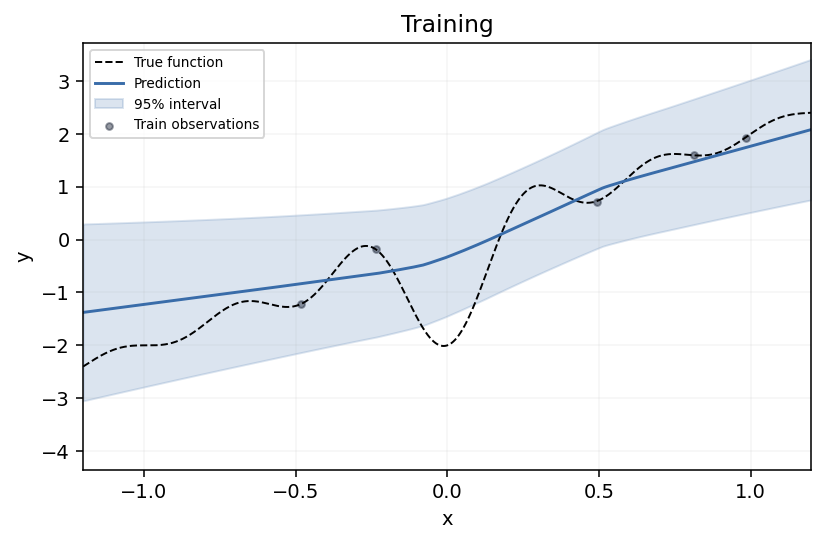 Training
True function
Prediction
95% interval
Train observations
3
2
1
0
−1
−2
−3
−4
y
−1.0 −0.5 0.0 0.5 1.0
x